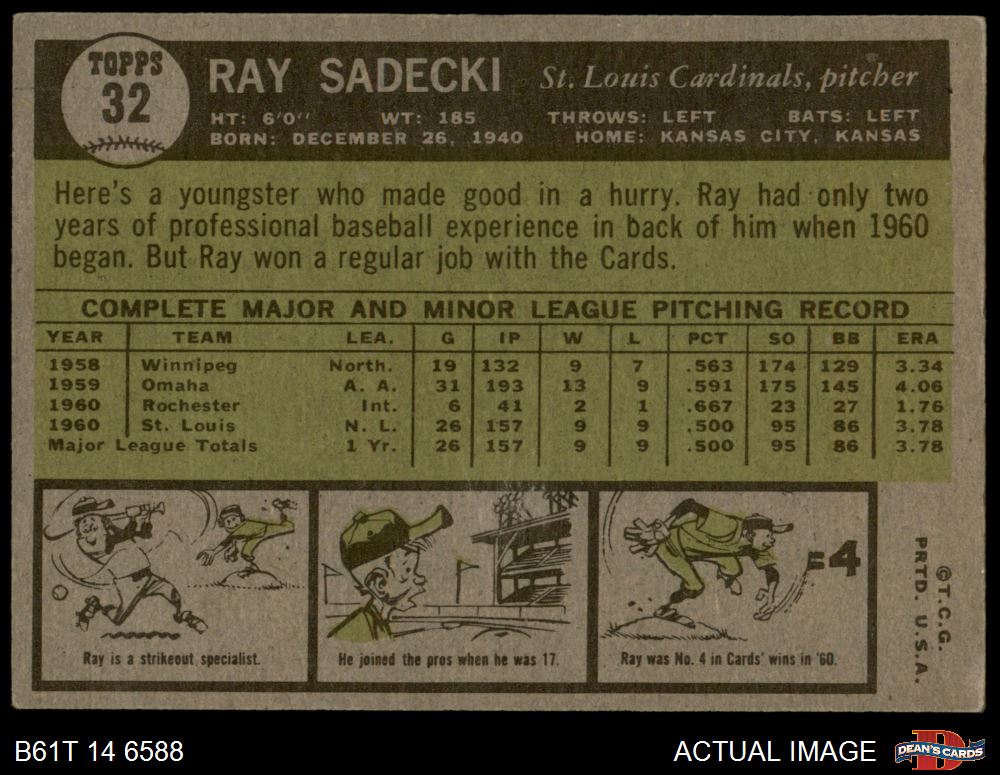 TOPPS
32
RAY SADECKI St. Louis Cardinals, pitcher
HT: 6'0" WT: 185 THROWS: LEFT BATS: LEFT
BORN: DECEMBER 26, 1940 HOME: KANSAS CITY, KANSAS
Here's a youngster who made good in a hurry. Ray had only two
years of professional baseball experience in back of him when 1960
began. But Ray won a regular job with the Cards.
COMPLETE MAJOR AND MINOR LEAGUE PITCHING RECORD
YEAR TEAM LEA. G IP W L PCT SO BB ERA
1958 Winnipeg North. 19 132 9 7 .563 174 129 3.34
1959 Omaha A. A. 31 193 13 9 .591 175 145 4.06
1960 Rochester Int. 6 41 2 1 .667 23 27 1.76
1960 St. Louis N. L. 26 157 9 9 .500 95 86 3.78
Major League Totals 1 Yr. 26 157 9 9 .500 95 86 3.78
Ray is a strikeout specialist.
He joined the pros when he was 17.
#4
Ray was No. 4 in Cards' wins in '60.
©T.C.G.
PRTD. U.S.A.
B61T 14 6588 ACTUAL IMAGE DEAN'S CARDS